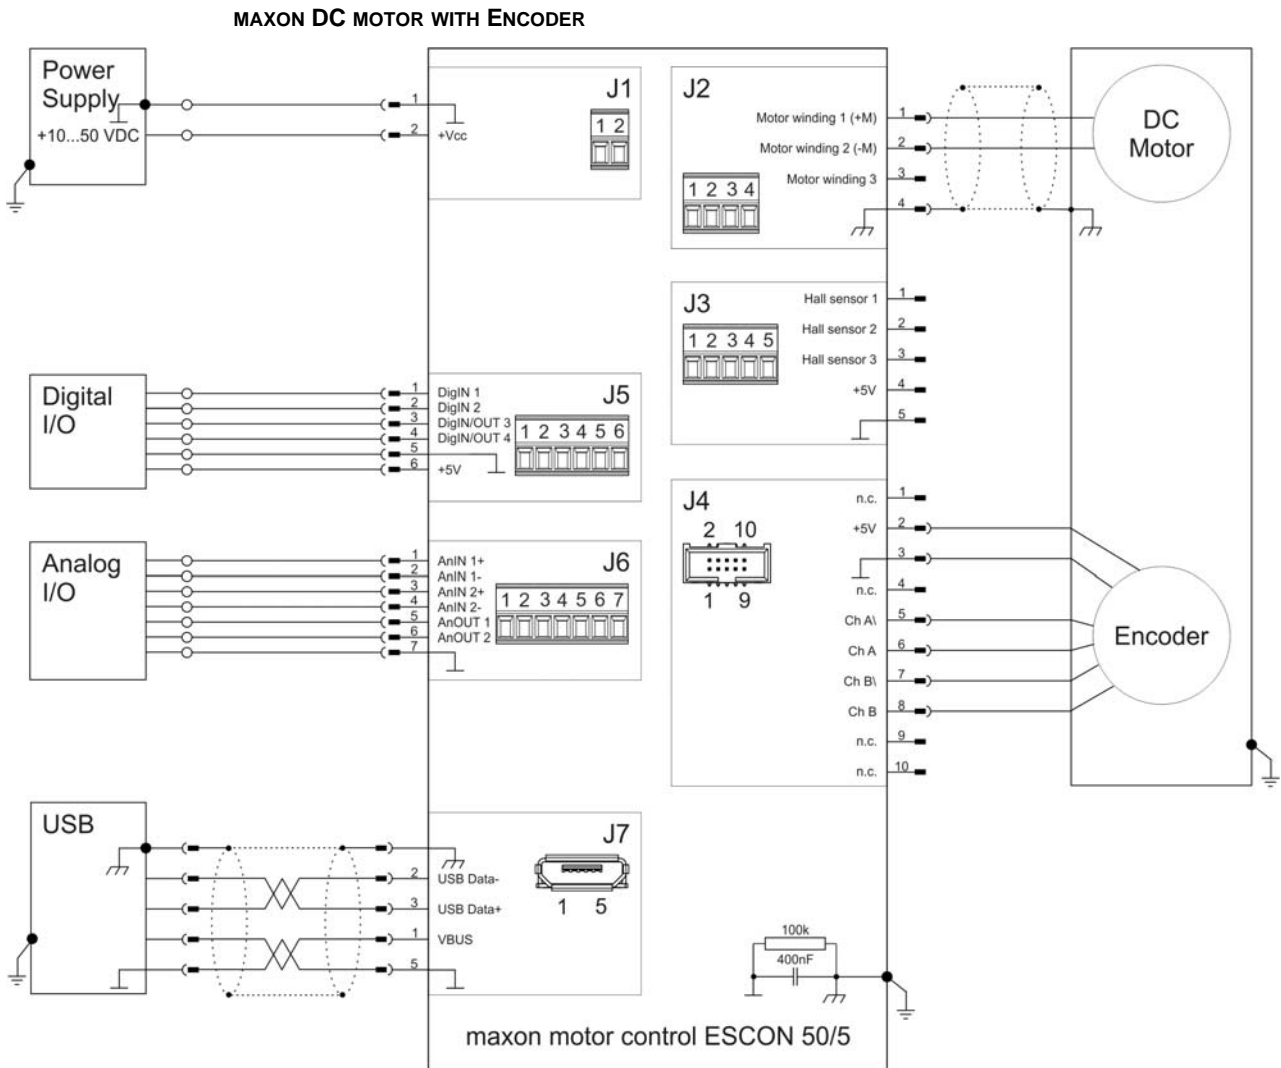 MAXON DC MOTOR WITH ENCODER
Power
Supply
+10...50 VDC
1
2
+Vcc
J1
1 2
J2
1 2 3 4
Motor winding 1 (+M)
1
Motor winding 2 (-M)
2
Motor winding 3
3
4
DC
Motor
J3
1 2 3 4 5
Hall sensor 1
1
Hall sensor 2
2
Hall sensor 3
3
+5V
4
5
Digital
I/O
1
DigIN 1
2
DigIN 2
3
DigIN/OUT 3
4
DigIN/OUT 4
5
6
+5V
J5
1 2 3 4 5 6
J4
2 10
1 9
n.c.
1
+5V
2
3
n.c.
4
Ch A\
5
Ch A
6
Ch B\
7
Ch B
8
n.c.
9
n.c.
10
Encoder
Analog
I/O
1
AnIN 1+
2
AnIN 1-
3
AnIN 2+
4
AnIN 2-
5
AnOUT 1
6
AnOUT 2
7
J6
1 2 3 4 5 6 7
USB
2
USB Data-
3
USB Data+
1
VBUS
5
J7
1 5
100k
400nF
maxon motor control ESCON 50/5